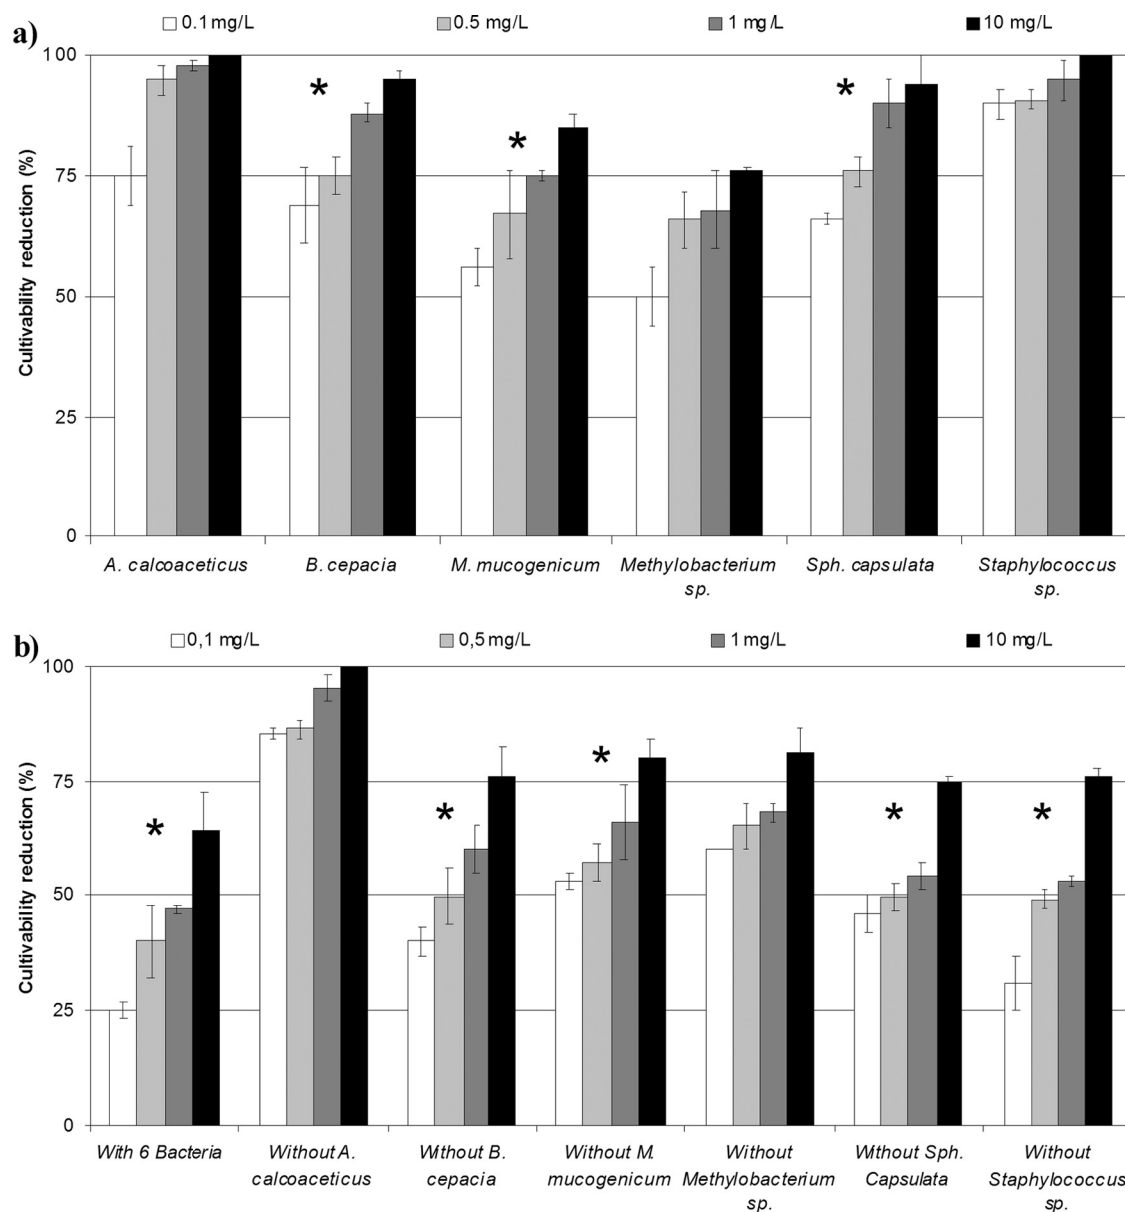 a)
0.1 mg/L 0.5 mg/L 1 mg/L 10 mg/L
100
75
50
25
0
Cultivability reduction (%)
*
*
*
A. calcoaceticus B. cepacia M. mucogenicum Methylobacterium Sph. capsulata Staphylococcus
sp. sp.
b)
0,1 mg/L 0,5 mg/L 1 mg/L 10 mg/L
100
75
50
25
0
Cultivability reduction (%)
*
*
*
*
*
With 6 Bacteria Without A. Without B. Without M. Without Without Sph. Without
calcoaceticus cepacia mucogenicum Methylobacterium Capsulata Staphylococcus
sp. sp.